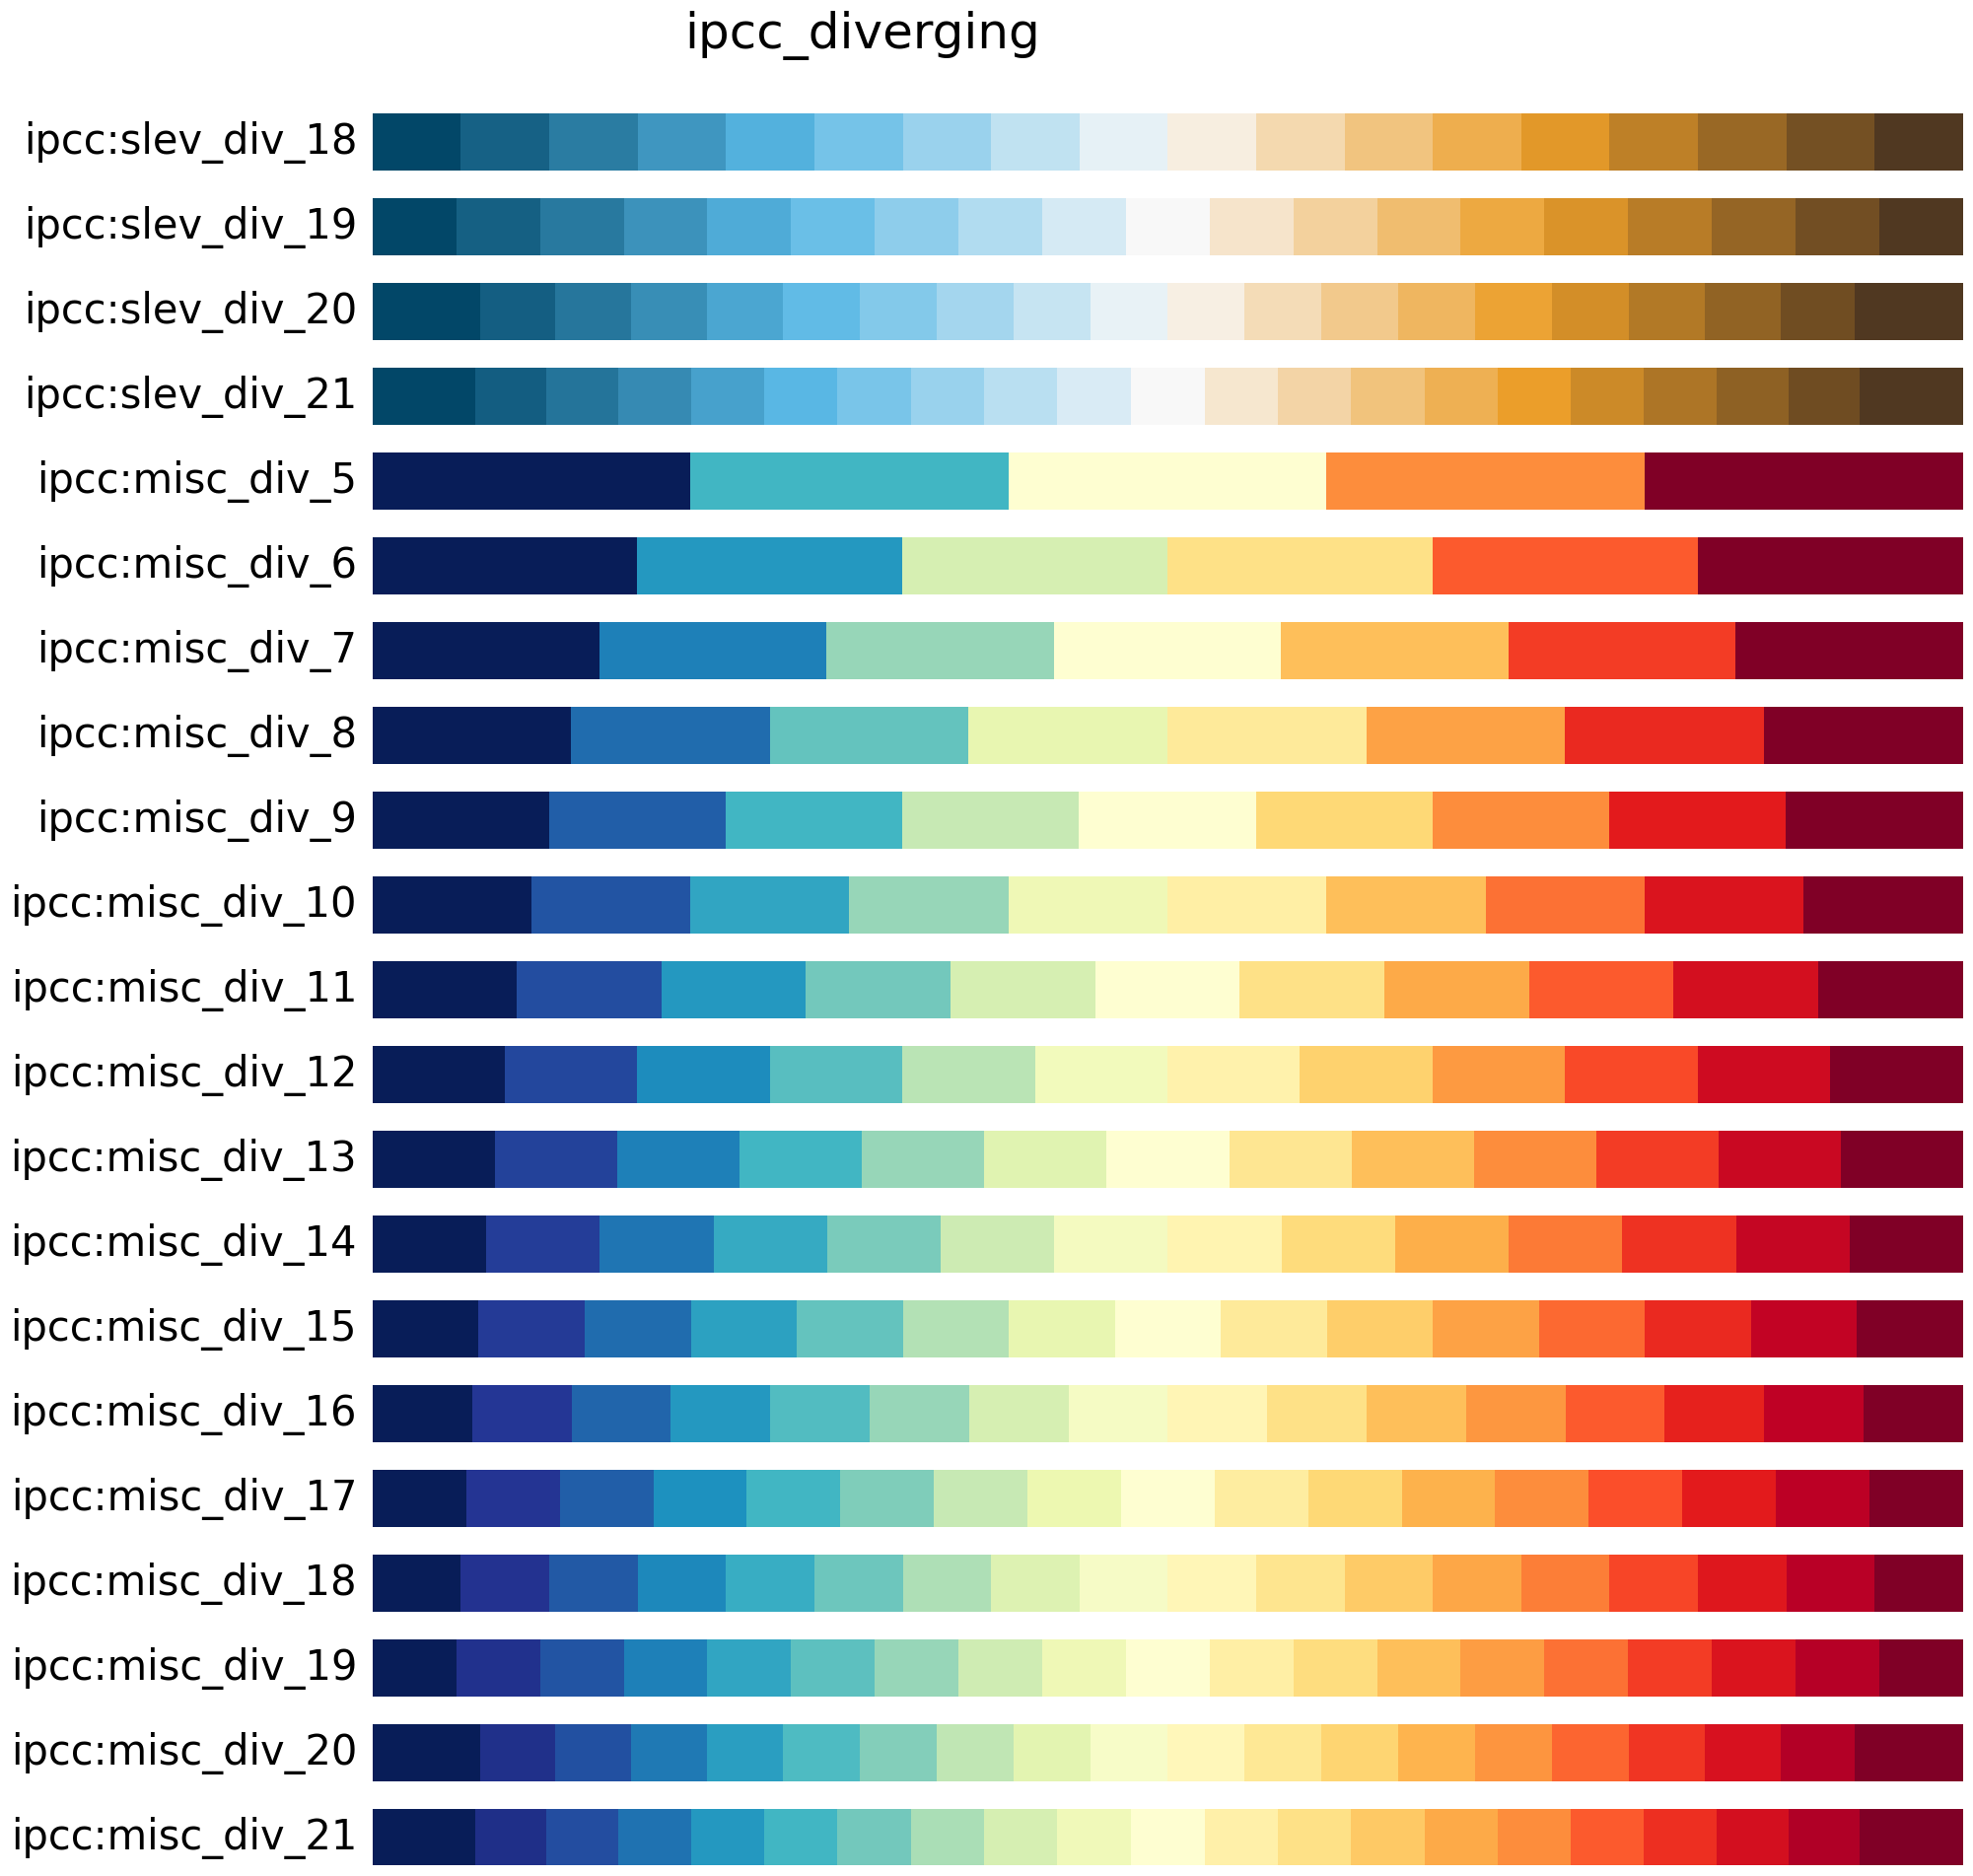 ipcc_diverging
ipcc:slev_div_18
ipcc:slev_div_19
ipcc:slev_div_20
ipcc:slev_div_21
ipcc:misc_div_5
ipcc:misc_div_6
ipcc:misc_div_7
ipcc:misc_div_8
ipcc:misc_div_9
ipcc:misc_div_10
ipcc:misc_div_11
ipcc:misc_div_12
ipcc:misc_div_13
ipcc:misc_div_14
ipcc:misc_div_15
ipcc:misc_div_16
ipcc:misc_div_17
ipcc:misc_div_18
ipcc:misc_div_19
ipcc:misc_div_20
ipcc:misc_div_21